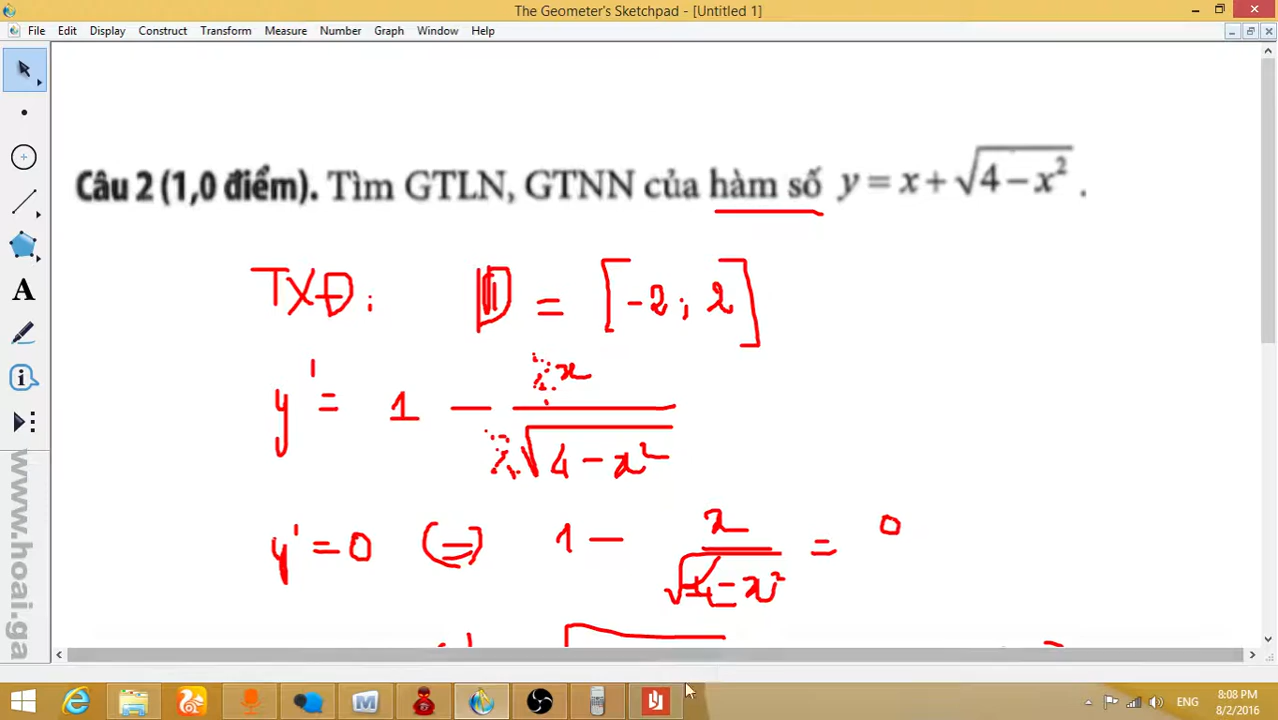 The Geometer's Sketchpad - [Untitled 1]
File Edit Display Construct Transform Measure Number Graph Window Help
Câu 2 (1,0 điểm). Tìm GTLN, GTNN của hàm số y = x + √(4 − x²) .
TXĐ: D = [-2; 2]
y' = 1 − x / √(4 − x²)
y' = 0 (=) 1 − x / √(4 − x²) = 0
www.hoai.ga
A
ENG
8:08 PM
8/2/2016